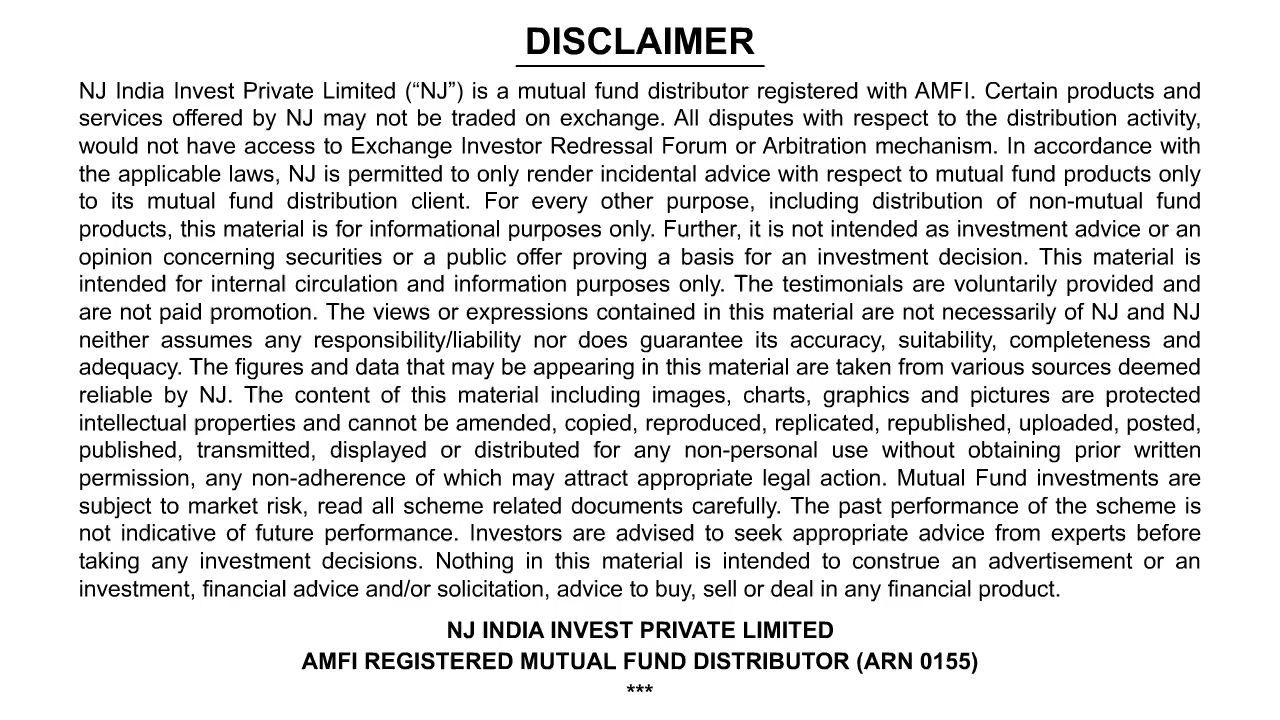 DISCLAIMER
NJ India Invest Private Limited (“NJ”) is a mutual fund distributor registered with AMFI. Certain products and
services offered by NJ may not be traded on exchange. All disputes with respect to the distribution activity,
would not have access to Exchange Investor Redressal Forum or Arbitration mechanism. In accordance with
the applicable laws, NJ is permitted to only render incidental advice with respect to mutual fund products only
to its mutual fund distribution client. For every other purpose, including distribution of non-mutual fund
products, this material is for informational purposes only. Further, it is not intended as investment advice or an
opinion concerning securities or a public offer proving a basis for an investment decision. This material is
intended for internal circulation and information purposes only. The testimonials are voluntarily provided and
are not paid promotion. The views or expressions contained in this material are not necessarily of NJ and NJ
neither assumes any responsibility/liability nor does guarantee its accuracy, suitability, completeness and
adequacy. The figures and data that may be appearing in this material are taken from various sources deemed
reliable by NJ. The content of this material including images, charts, graphics and pictures are protected
intellectual properties and cannot be amended, copied, reproduced, replicated, republished, uploaded, posted,
published, transmitted, displayed or distributed for any non-personal use without obtaining prior written
permission, any non-adherence of which may attract appropriate legal action. Mutual Fund investments are
subject to market risk, read all scheme related documents carefully. The past performance of the scheme is
not indicative of future performance. Investors are advised to seek appropriate advice from experts before
taking any investment decisions. Nothing in this material is intended to construe an advertisement or an
investment, financial advice and/or solicitation, advice to buy, sell or deal in any financial product.
NJ INDIA INVEST PRIVATE LIMITED
AMFI REGISTERED MUTUAL FUND DISTRIBUTOR (ARN 0155)
***